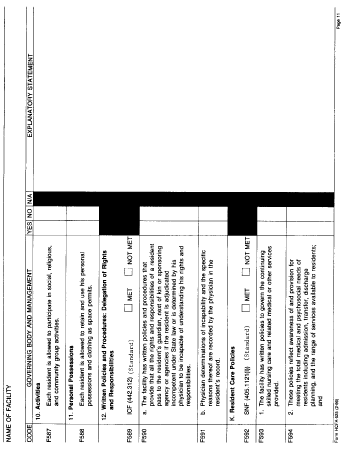 NAME OF FACILITY
CODE GOVERNING BODY AND MANAGEMENT YES NO N/A EXPLANATORY STATEMENT
10. Activities
F587 Each resident is allowed to participate in social, religious,
and community group activities.
11. Personal Possessions
F588 Each resident is allowed to retain and use his personal
possessions and clothing as space permits.
12. Written Policies and Procedures: Delegation of Rights
and Responsibilities
F589 ICF (442.312) (Standard) MET NOT MET
F590 a. The facility has written policies and procedures that
provide that all the rights and responsibilities of a resident
pass to the resident's guardian, next of kin or sponsoring
agency or agencies if the resident is adjudicated
incompetent under State law or is determined by his
physician to be incapable of understanding his rights and
responsibilities.
F591 b. Physician determinations of incapability and the specific
reasons thereof are recorded by the physician in the
resident's record.
K. Resident Care Policies
F592 SNF (405.1121(l)) (Standard) MET NOT MET
F593 1. The facility has written policies to govern the continuing
skilled nursing care and related medical or other services
provided.
F594 2. These policies reflect awareness of and provision for
meeting the total medical and psychosocial needs of
residents including admission, transfer, discharge
planning, and the range of services available to residents;
and
Page 11